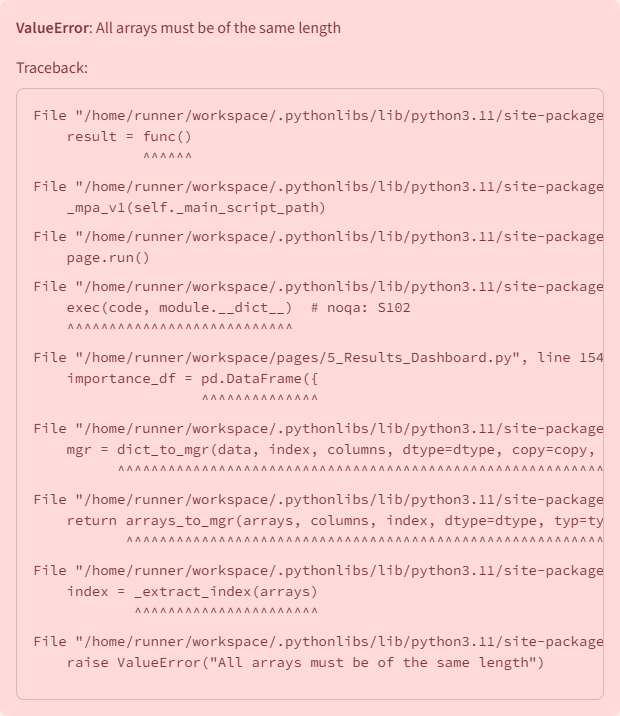 ValueError: All arrays must be of the same length
Traceback:
File "/home/runner/workspace/.pythonlibs/lib/python3.11/site-package
result = func()
^^^^^^
File "/home/runner/workspace/.pythonlibs/lib/python3.11/site-package
_mpa_v1(self._main_script_path)
File "/home/runner/workspace/.pythonlibs/lib/python3.11/site-package
page.run()
File "/home/runner/workspace/.pythonlibs/lib/python3.11/site-package
exec(code, module.__dict__)  # noqa: S102
^^^^^^^^^^^^^^^^^^^^^^^^^^^
File "/home/runner/workspace/pages/5_Results_Dashboard.py", line 154
importance_df = pd.DataFrame({
^^^^^^^^^^^^^^
File "/home/runner/workspace/.pythonlibs/lib/python3.11/site-package
mgr = dict_to_mgr(data, index, columns, dtype=dtype, copy=copy,
^^^^^^^^^^^^^^^^^^^^^^^^^^^^^^^^^^^^^^^^^^^^^^^^^^^^^^^^^^
File "/home/runner/workspace/.pythonlibs/lib/python3.11/site-package
return arrays_to_mgr(arrays, columns, index, dtype=dtype, typ=ty
^^^^^^^^^^^^^^^^^^^^^^^^^^^^^^^^^^^^^^^^^^^^^^^^^^^^^^^^^
File "/home/runner/workspace/.pythonlibs/lib/python3.11/site-package
index = _extract_index(arrays)
^^^^^^^^^^^^^^^^^^^^^^
File "/home/runner/workspace/.pythonlibs/lib/python3.11/site-package
raise ValueError("All arrays must be of the same length")